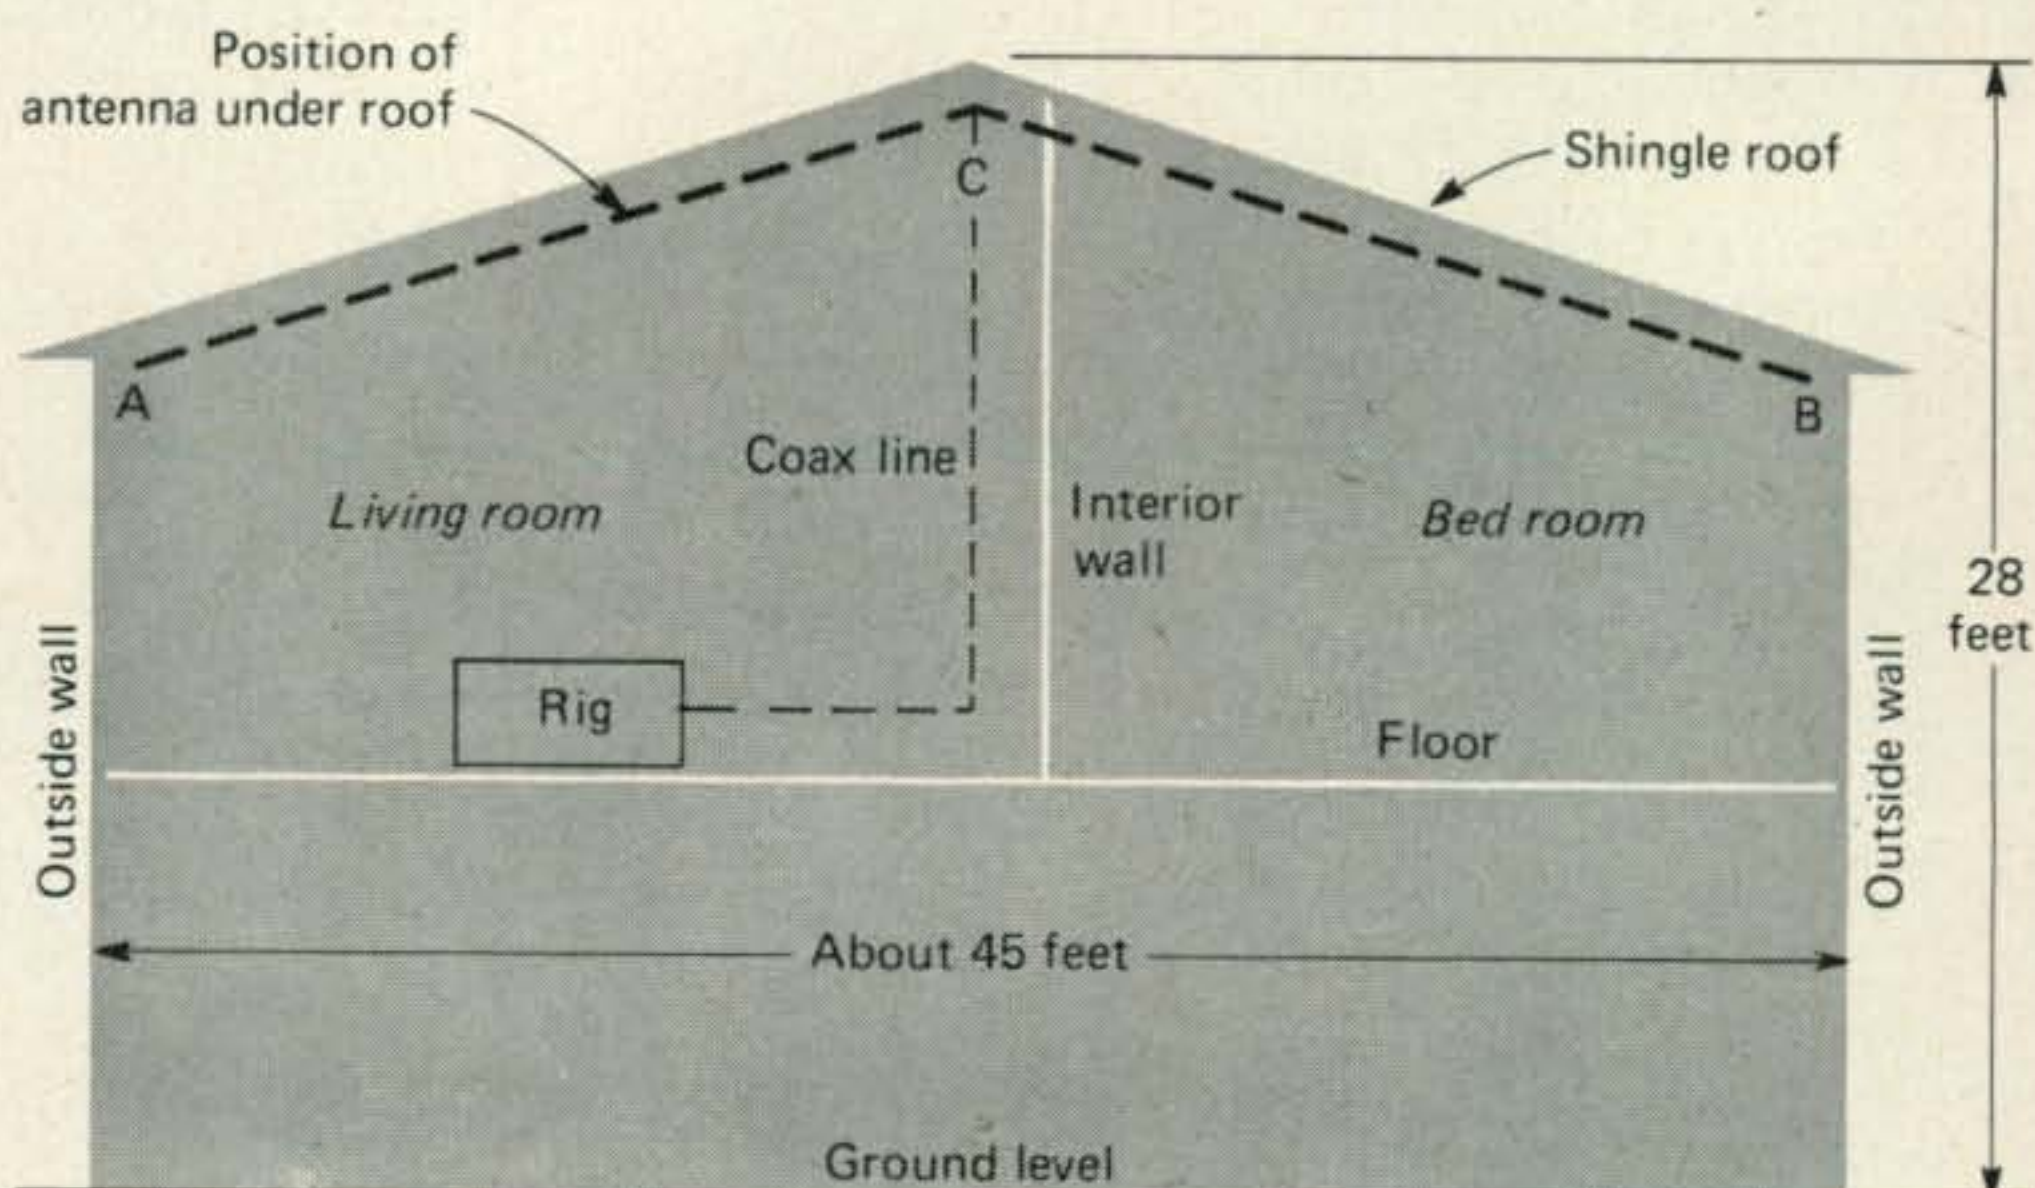 Position of
antenna under roof
Shingle roof
C
A
B
Coax line
Living room
Interior
wall
Bed room
28
feet
Outside wall
Rig
Floor
Outside wall
About 45 feet
Ground level